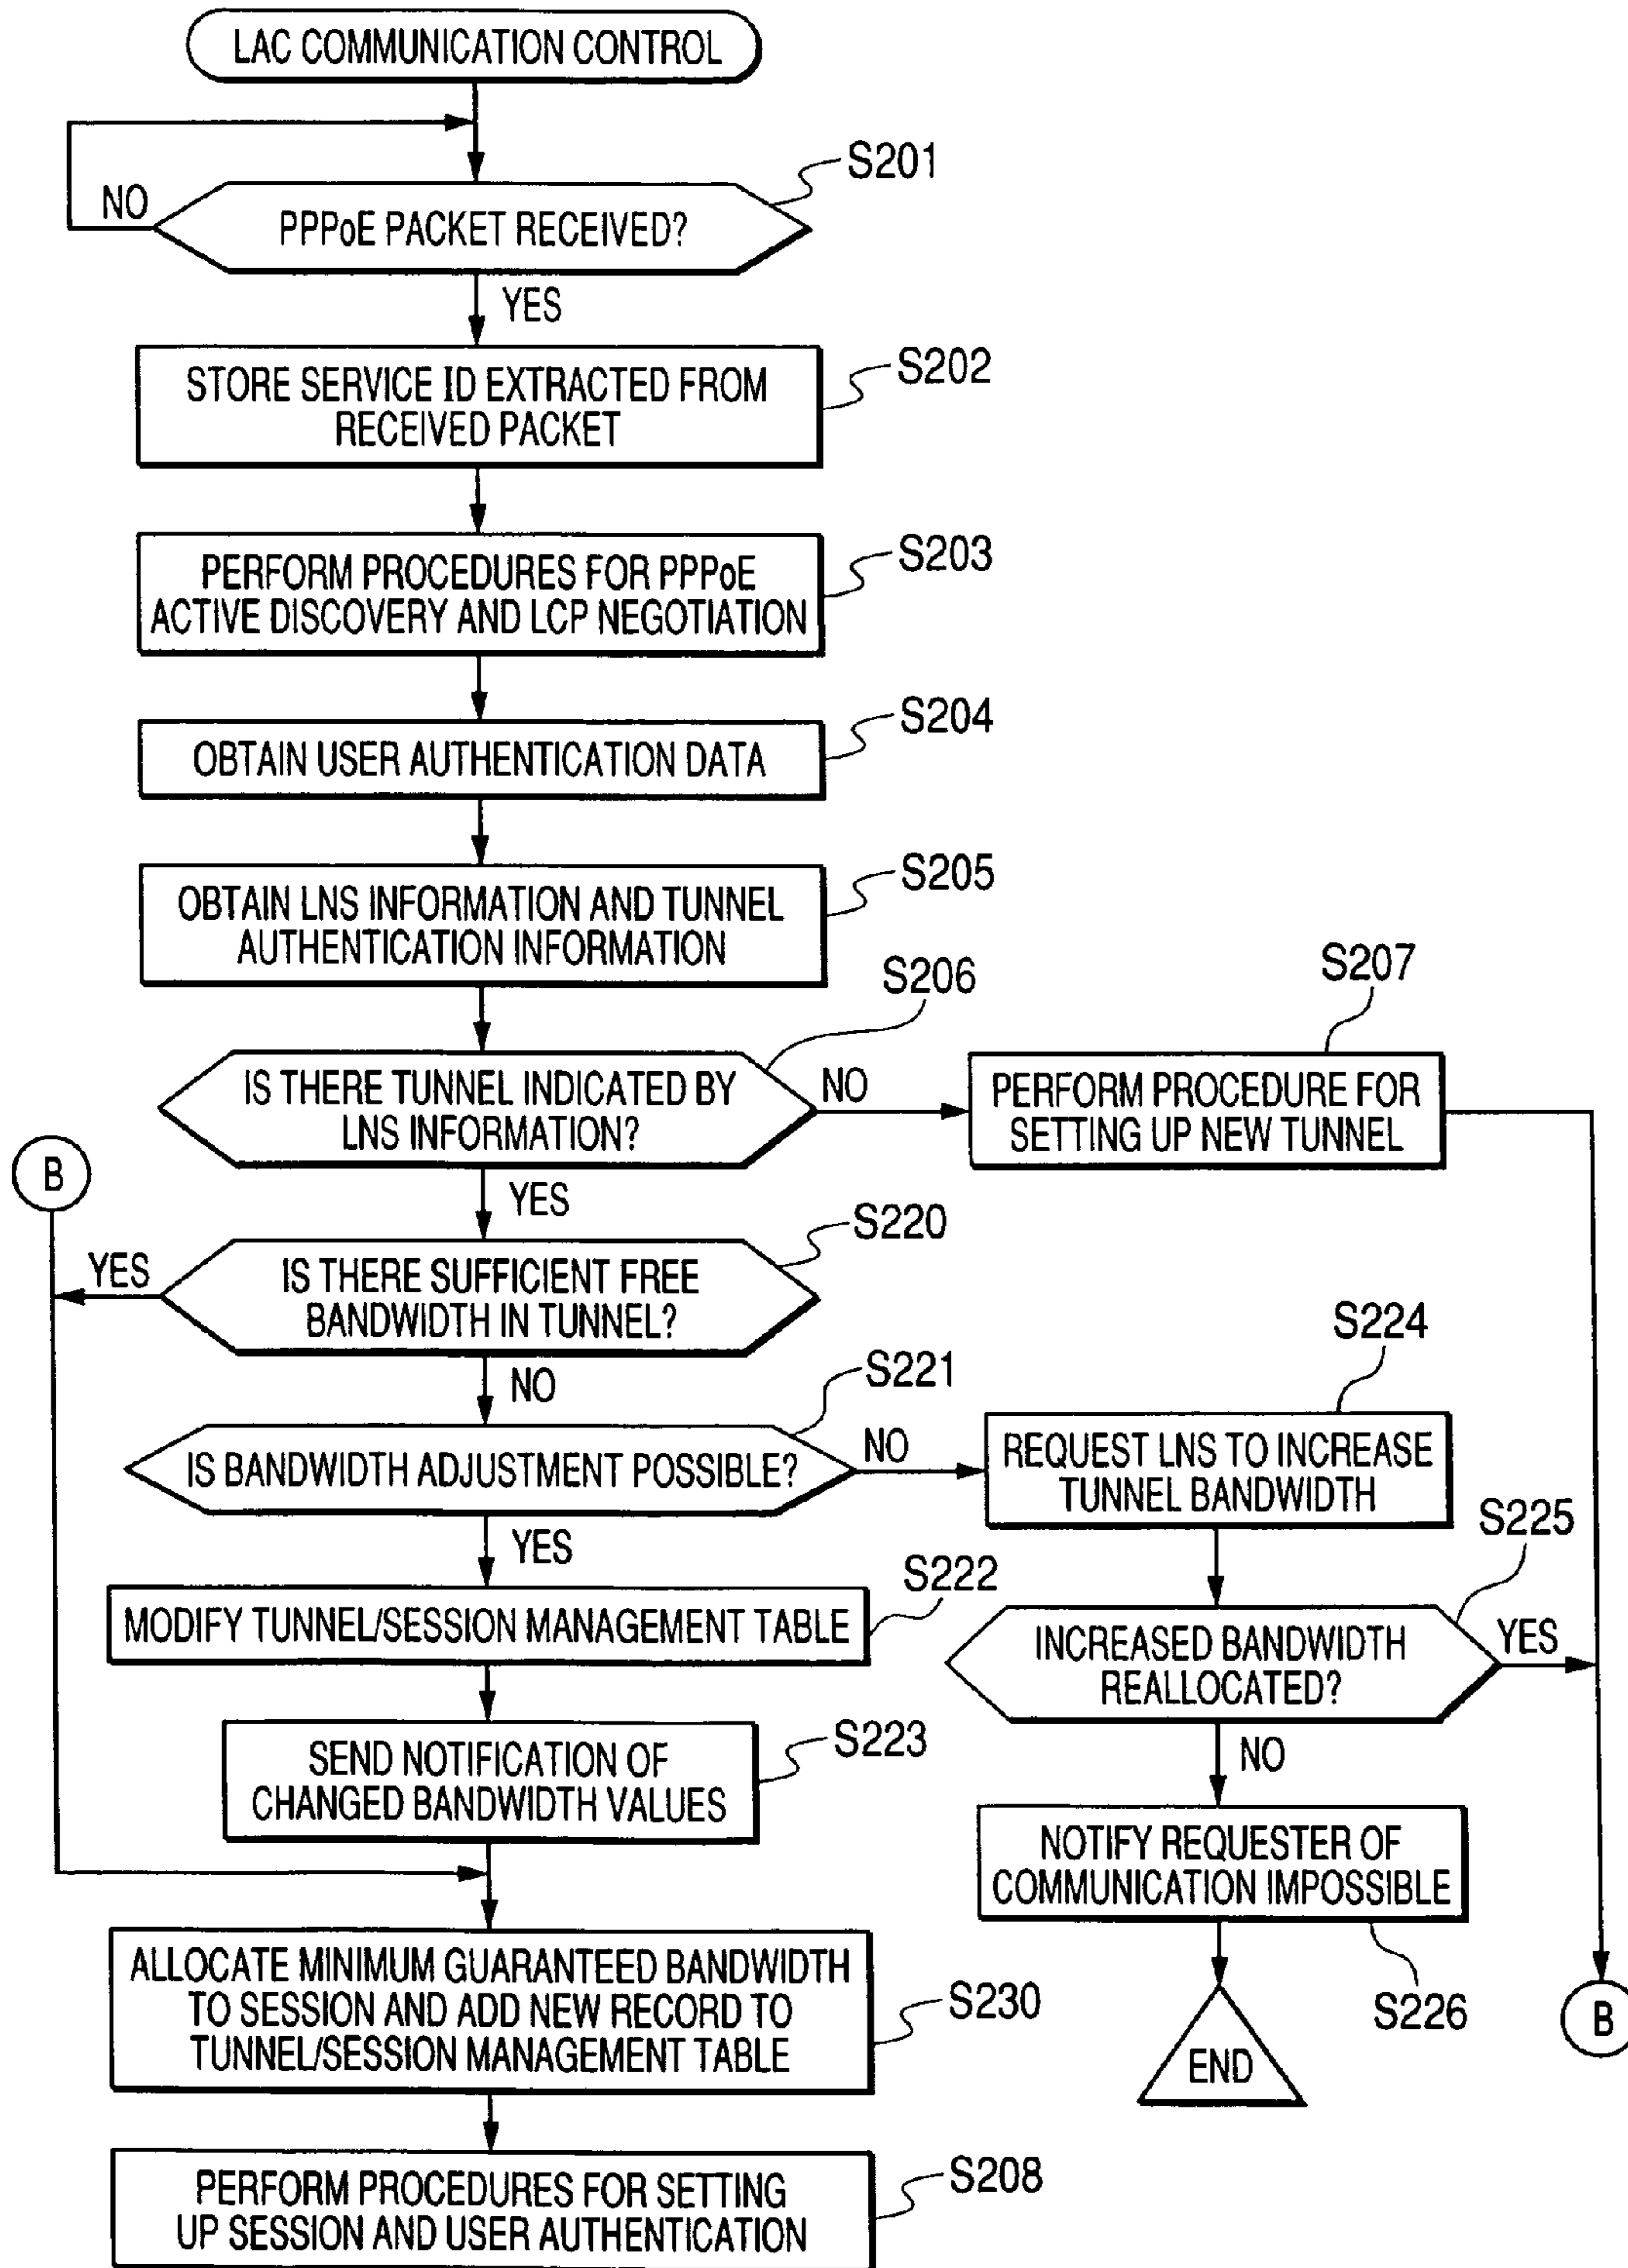 LAC COMMUNICATION CONTROL
S201
NO
PPPoE PACKET RECEIVED?
YES
S202
STORE SERVICE ID EXTRACTED FROM
RECEIVED PACKET
S203
PERFORM PROCEDURES FOR PPPoE
ACTIVE DISCOVERY AND LCP NEGOTIATION
S204
OBTAIN USER AUTHENTICATION DATA
S205
OBTAIN LNS INFORMATION AND TUNNEL
AUTHENTICATION INFORMATION
S206
IS THERE TUNNEL INDICATED BY
LNS INFORMATION?
NO
S207
PERFORM PROCEDURE FOR
SETTING UP NEW TUNNEL
B
YES
S220
YES
IS THERE SUFFICIENT FREE
BANDWIDTH IN TUNNEL?
NO
S221
IS BANDWIDTH ADJUSTMENT POSSIBLE?
NO
S224
REQUEST LNS TO INCREASE
TUNNEL BANDWIDTH
YES
S222
MODIFY TUNNEL/SESSION MANAGEMENT TABLE
S225
INCREASED BANDWIDTH
REALLOCATED?
YES
S223
SEND NOTIFICATION OF
CHANGED BANDWIDTH VALUES
NO
NOTIFY REQUESTER OF
COMMUNICATION IMPOSSIBLE
S226
END
B
ALLOCATE MINIMUM GUARANTEED BANDWIDTH
TO SESSION AND ADD NEW RECORD TO
TUNNEL/SESSION MANAGEMENT TABLE
S230
PERFORM PROCEDURES FOR SETTING
UP SESSION AND USER AUTHENTICATION
S208